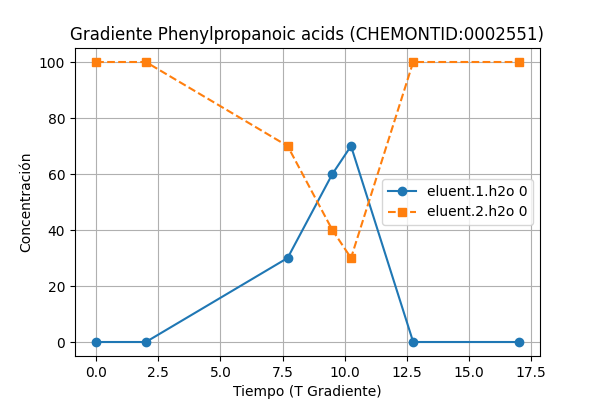 Gradiente Phenylpropanoic acids (CHEMONTID:0002551)
100
80
60
40
20
0
Concentración
eluent.1.h2o 0
eluent.2.h2o 0
0.0 2.5 5.0 7.5 10.0 12.5 15.0 17.5
Tiempo (T Gradiente)